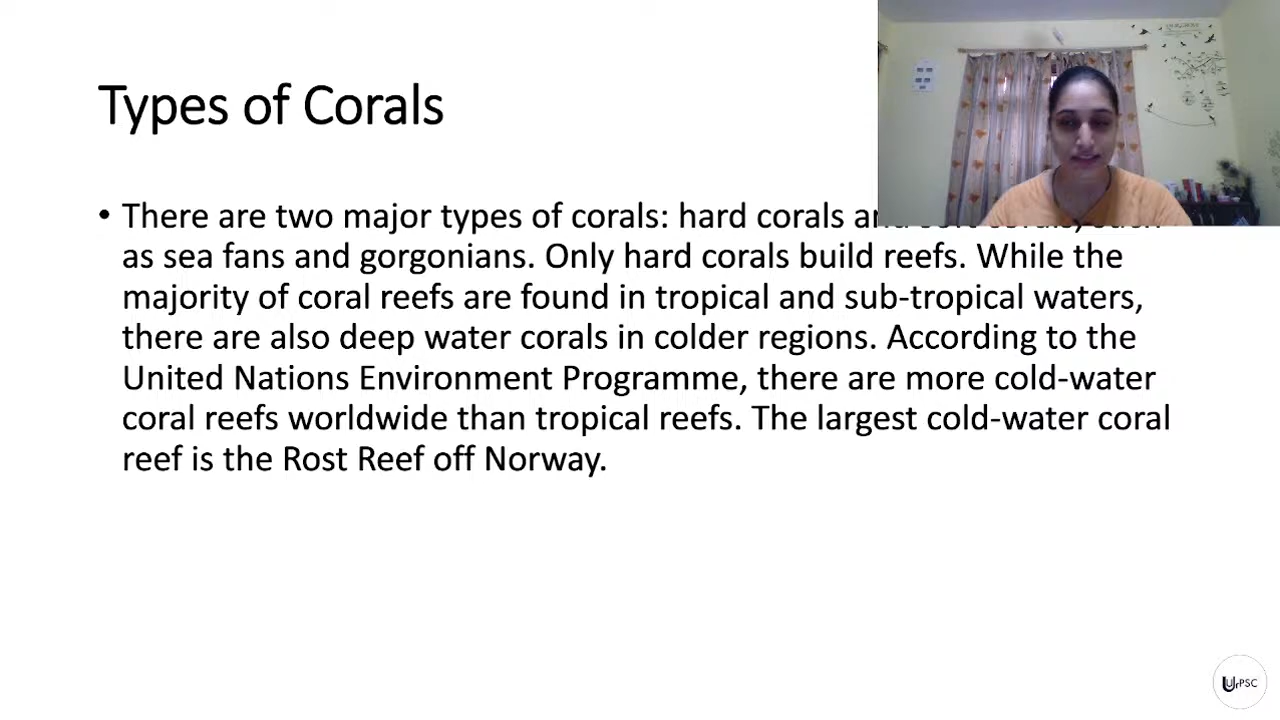 Types of Corals
• There are two major types of corals: hard corals
as sea fans and gorgonians. Only hard corals build reefs. While the
majority of coral reefs are found in tropical and sub-tropical waters,
there are also deep water corals in colder regions. According to the
United Nations Environment Programme, there are more cold-water
coral reefs worldwide than tropical reefs. The largest cold-water coral
reef is the Rost Reef off Norway.
UrPSC